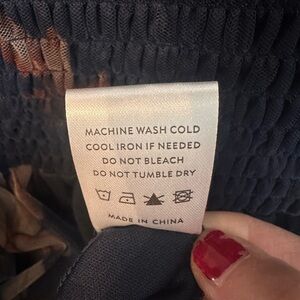 MACHINE WASH COLD
COOL IRON IF NEEDED
DO NOT BLEACH
DO NOT TUMBLE DRY
MADE IN CHINA